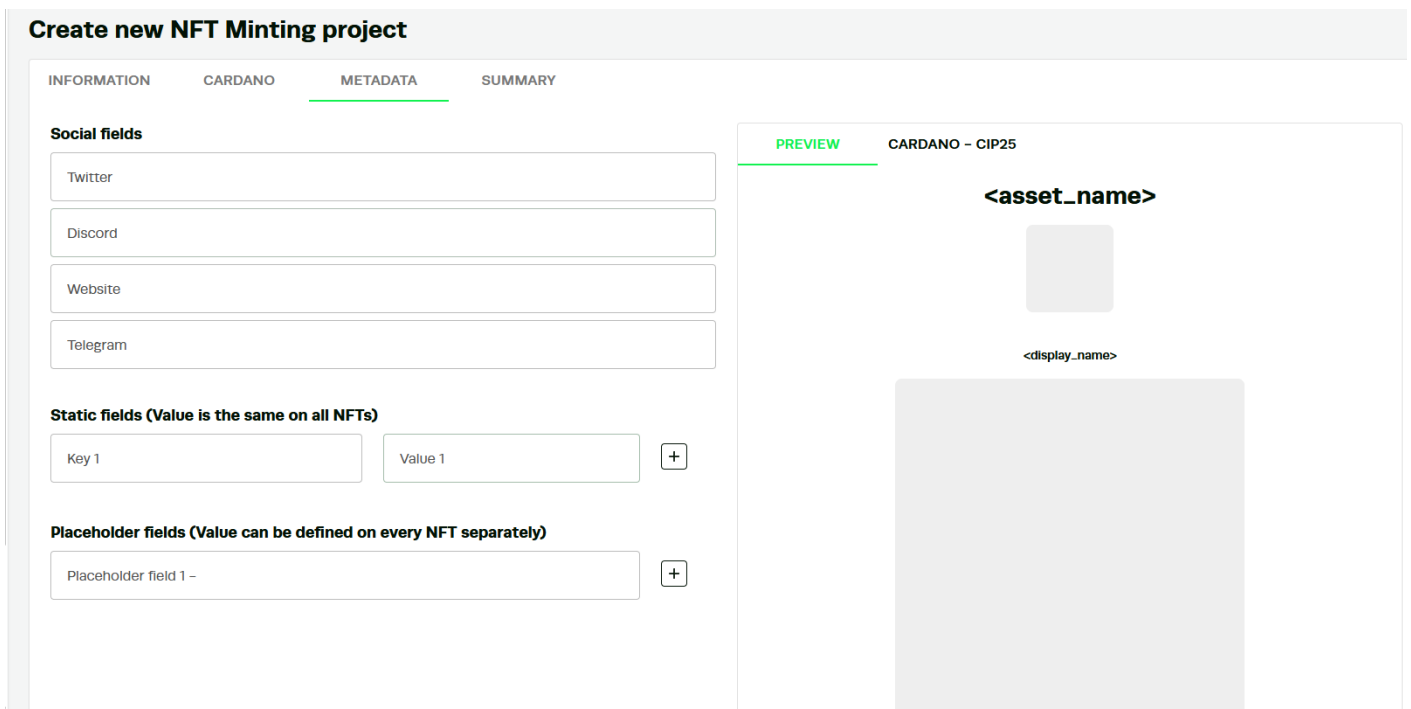 Create new NFT Minting project
INFORMATION CARDANO METADATA SUMMARY
Social fields
Twitter
Discord
Website
Telegram
Static fields (Value is the same on all NFTs)
Key 1 Value 1 +
Placeholder fields (Value can be defined on every NFT separately)
Placeholder field 1 – +
PREVIEW CARDANO – CIP25
<asset_name>
<display_name>